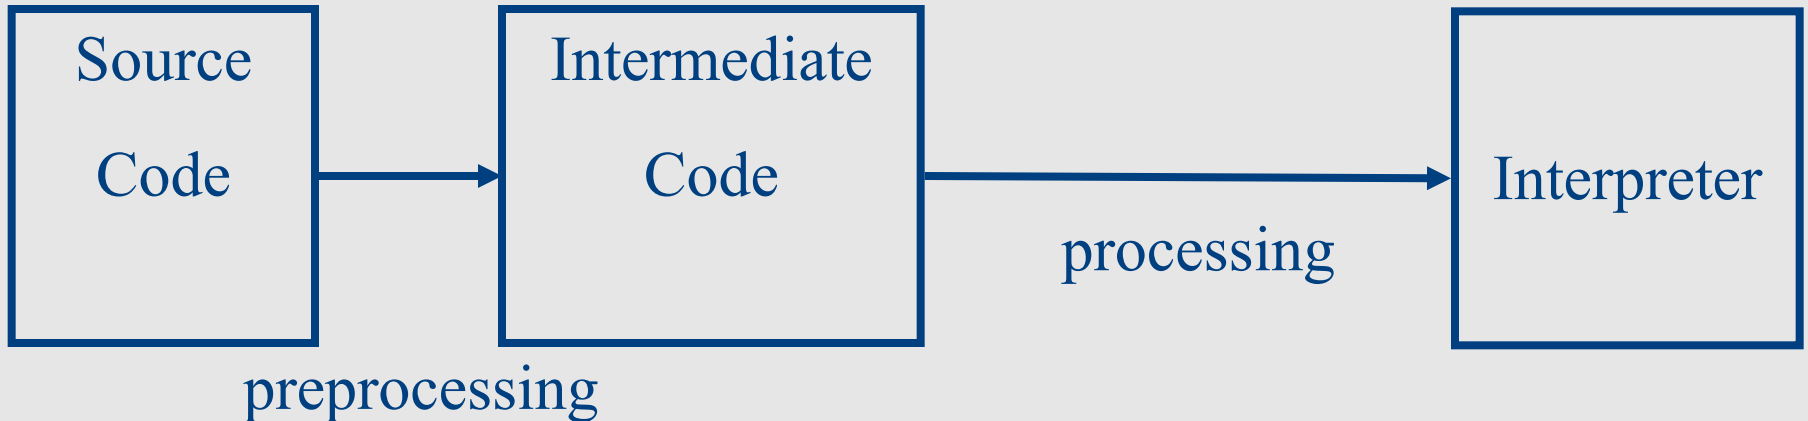 Source
Code
Intermediate
Code
Interpreter
processing
preprocessing